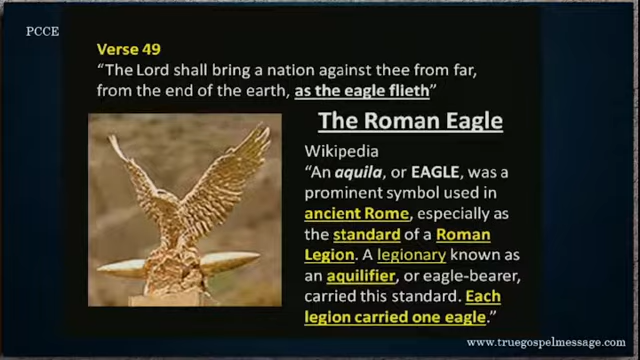 PCCE
Verse 49
“The Lord shall bring a nation against thee from far,
from the end of the earth, as the eagle flieth”
The Roman Eagle
Wikipedia
“An aquila, or EAGLE, was a
prominent symbol used in
ancient Rome, especially as
the standard of a Roman
Legion. A legionary known as
an aquilifier, or eagle-bearer,
carried this standard. Each
legion carried one eagle.”
www.truegospelmessage.com